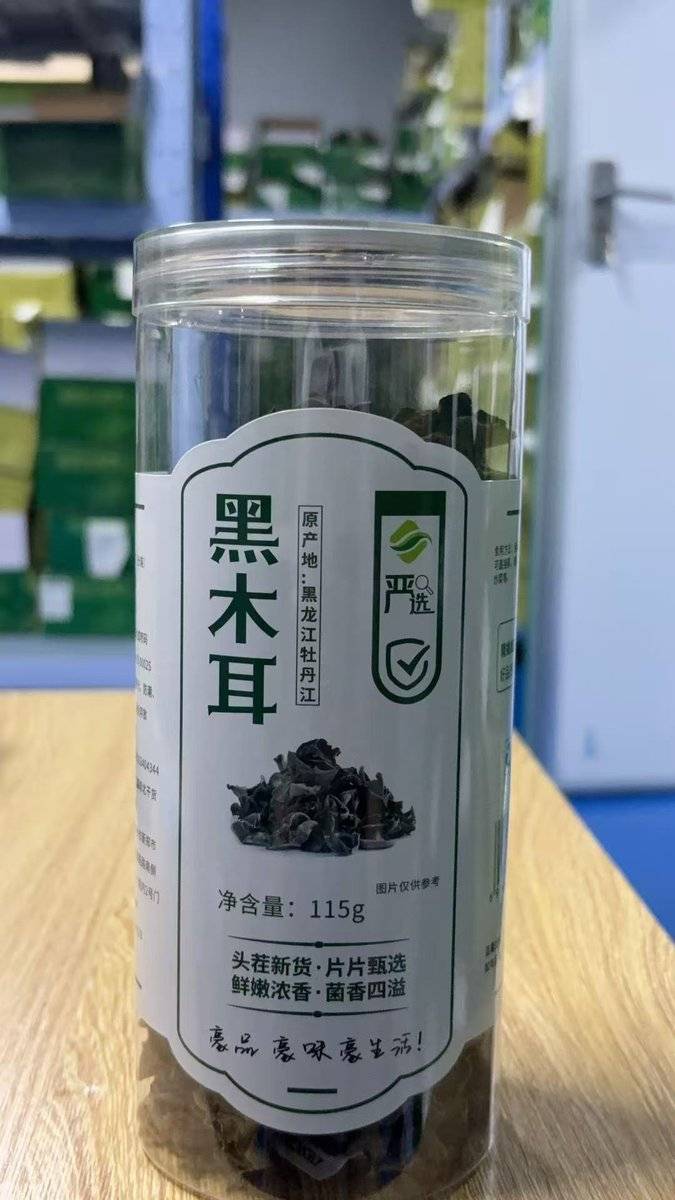 黑木耳
原产地:黑龙江牡丹江
严选
图片仅供参考
净含量：115g
头茬新货·片片甄选
鲜嫩浓香·菌香四溢
豪品 豪味 豪生活!